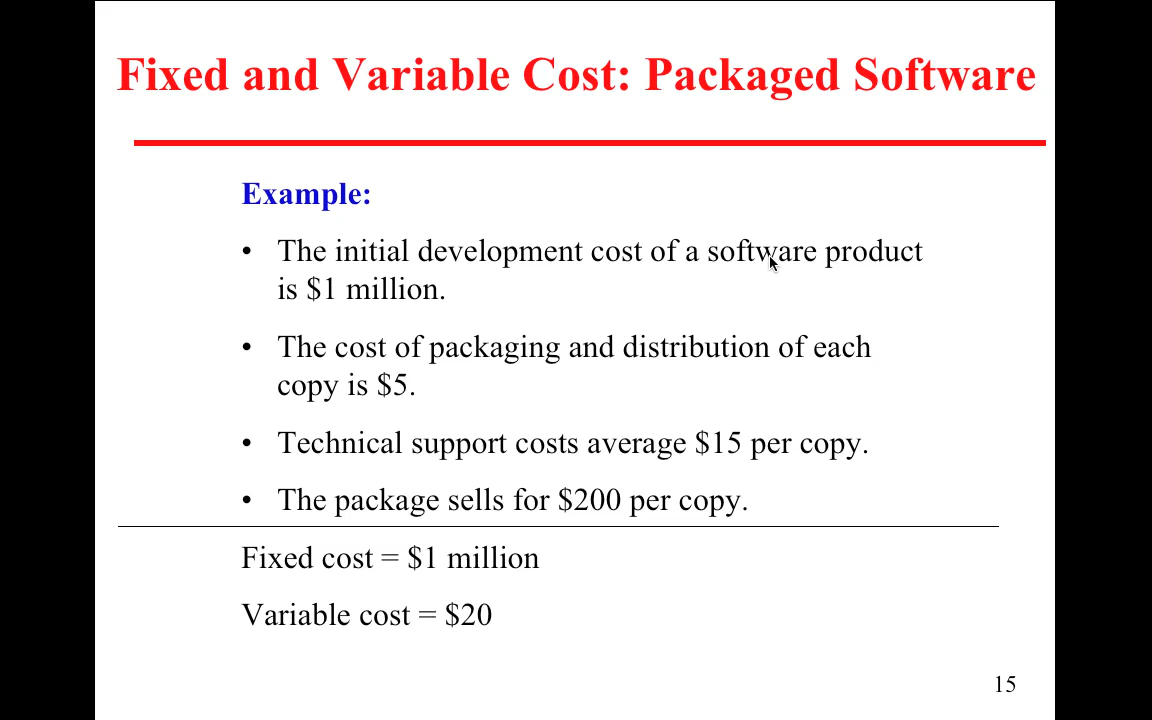 Fixed and Variable Cost: Packaged Software
Example:
• The initial development cost of a software product
is $1 million.
• The cost of packaging and distribution of each
copy is $5.
• Technical support costs average $15 per copy.
• The package sells for $200 per copy.
Fixed cost = $1 million
Variable cost = $20
15